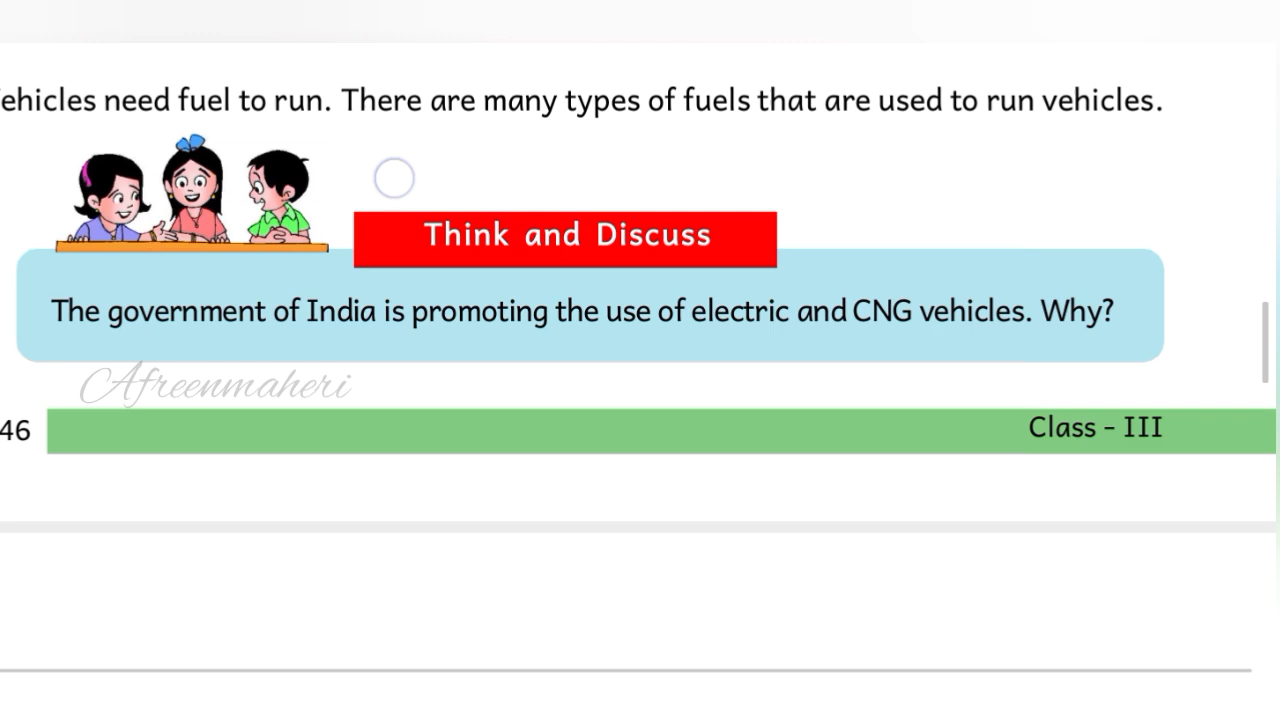 ehicles need fuel to run. There are many types of fuels that are used to run vehicles.
Think and Discuss
The government of India is promoting the use of electric and CNG vehicles. Why?
Afreenmaheri
46
Class - III